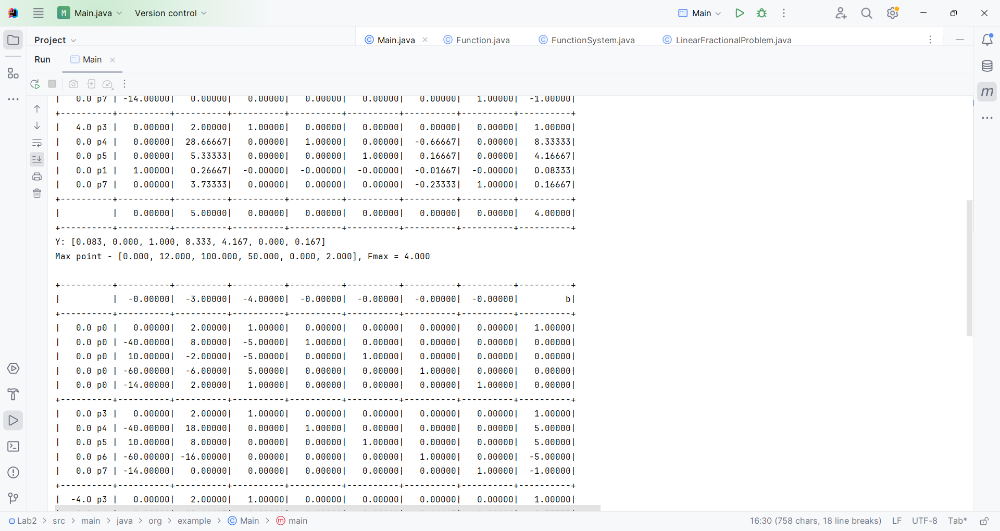 M Main.java Version control Main
Project Main.java Function.java FunctionSystem.java LinearFractionalProblem.java
Run Main
| 0.0 p7 | -14.00000| 0.00000| 0.00000| 0.00000| 0.00000| 0.00000| 1.00000| -1.00000|
+----------+----------+----------+----------+----------+----------+----------+----------+----------+
| 4.0 p3 | 0.00000| 2.00000| 1.00000| 0.00000| 0.00000| 0.00000| 0.00000| 1.00000|
| 0.0 p4 | 0.00000| 28.66667| 0.00000| 1.00000| 0.00000| -0.66667| 0.00000| 8.33333|
| 0.0 p5 | 0.00000| 5.33333| 0.00000| 0.00000| 1.00000| 0.16667| 0.00000| 4.16667|
| 0.0 p1 | 1.00000| 0.26667| -0.00000| -0.00000| -0.00000| -0.01667| -0.00000| 0.08333|
| 0.0 p7 | 0.00000| 3.73333| 0.00000| 0.00000| 0.00000| -0.23333| 1.00000| 0.16667|
+----------+----------+----------+----------+----------+----------+----------+----------+----------+
| | 0.00000| 5.00000| 0.00000| 0.00000| 0.00000| 0.00000| 0.00000| 4.00000|
+----------+----------+----------+----------+----------+----------+----------+----------+----------+
Y: [0.083, 0.000, 1.000, 8.333, 4.167, 0.000, 0.167]
Max point - [0.000, 12.000, 100.000, 50.000, 0.000, 2.000], Fmax = 4.000
+----------+----------+----------+----------+----------+----------+----------+----------+----------+
| | -0.00000| -3.00000| -4.00000| -0.00000| -0.00000| -0.00000| -0.00000| b|
+----------+----------+----------+----------+----------+----------+----------+----------+----------+
| 0.0 p0 | 0.00000| 2.00000| 1.00000| 0.00000| 0.00000| 0.00000| 0.00000| 1.00000|
| 0.0 p0 | -40.00000| 8.00000| -5.00000| 1.00000| 0.00000| 0.00000| 0.00000| 0.00000|
| 0.0 p0 | 10.00000| -2.00000| -5.00000| 0.00000| 1.00000| 0.00000| 0.00000| 0.00000|
| 0.0 p0 | -60.00000| -6.00000| 5.00000| 0.00000| 0.00000| 1.00000| 0.00000| 0.00000|
| 0.0 p0 | -14.00000| 2.00000| 1.00000| 0.00000| 0.00000| 0.00000| 1.00000| 0.00000|
+----------+----------+----------+----------+----------+----------+----------+----------+----------+
| 0.0 p3 | 0.00000| 2.00000| 1.00000| 0.00000| 0.00000| 0.00000| 0.00000| 1.00000|
| 0.0 p4 | -40.00000| 18.00000| 0.00000| 1.00000| 0.00000| 0.00000| 0.00000| 5.00000|
| 0.0 p5 | 10.00000| 8.00000| 0.00000| 0.00000| 1.00000| 0.00000| 0.00000| 5.00000|
| 0.0 p6 | -60.00000| -16.00000| 0.00000| 0.00000| 0.00000| 1.00000| 0.00000| -5.00000|
| 0.0 p7 | -14.00000| 0.00000| 0.00000| 0.00000| 0.00000| 0.00000| 1.00000| -1.00000|
+----------+----------+----------+----------+----------+----------+----------+----------+----------+
| -4.0 p3 | 0.00000| 2.00000| 1.00000| 0.00000| 0.00000| 0.00000| 0.00000| 1.00000|
Lab2 > src > main > java > org > example > Main > main 16:30 (758 chars, 18 line breaks) LF UTF-8 Tab*